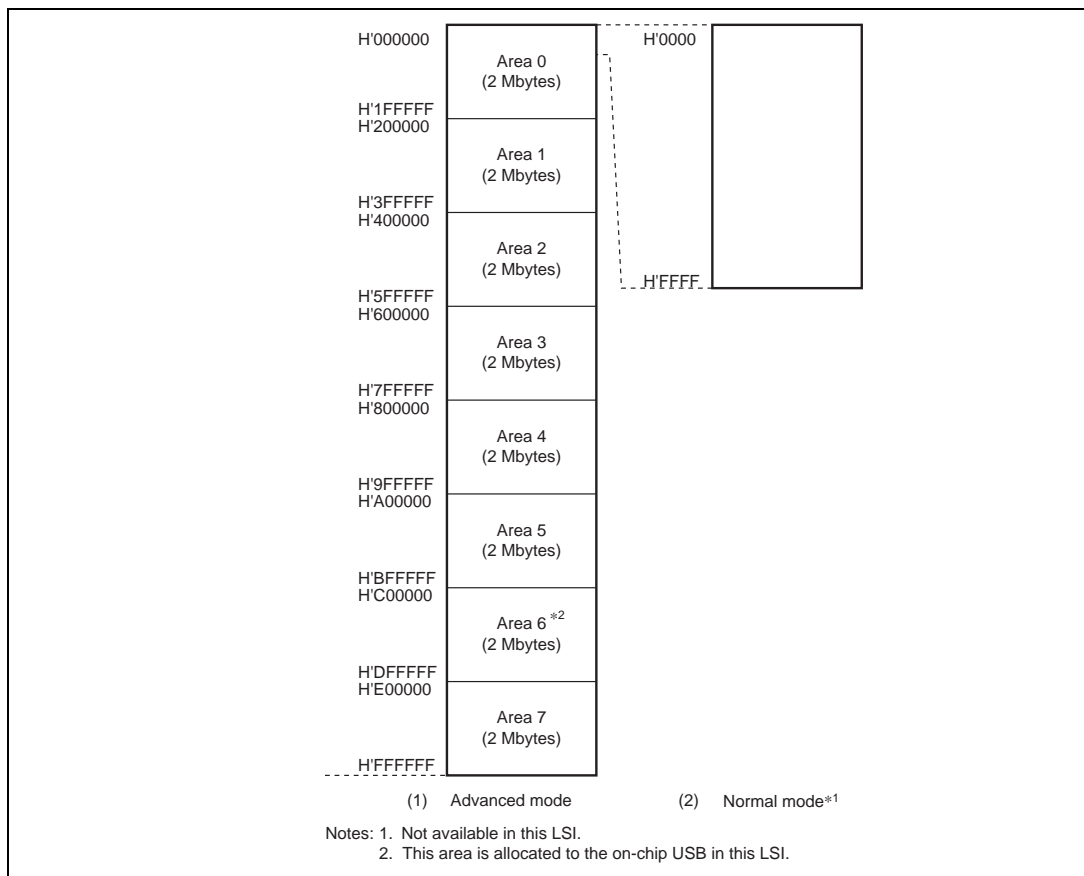 H'000000
Area 0
(2 Mbytes)
H'1FFFFF
H'200000
Area 1
(2 Mbytes)
H'3FFFFF
H'400000
Area 2
(2 Mbytes)
H'5FFFFF
H'600000
Area 3
(2 Mbytes)
H'7FFFFF
H'800000
Area 4
(2 Mbytes)
H'9FFFFF
H'A00000
Area 5
(2 Mbytes)
H'BFFFFF
H'C00000
Area 6 *2
(2 Mbytes)
H'DFFFFF
H'E00000
Area 7
(2 Mbytes)
H'FFFFFF
(1) Advanced mode
H'0000
H'FFFF
(2) Normal mode*1
Notes: 1. Not available in this LSI.
2. This area is allocated to the on-chip USB in this LSI.